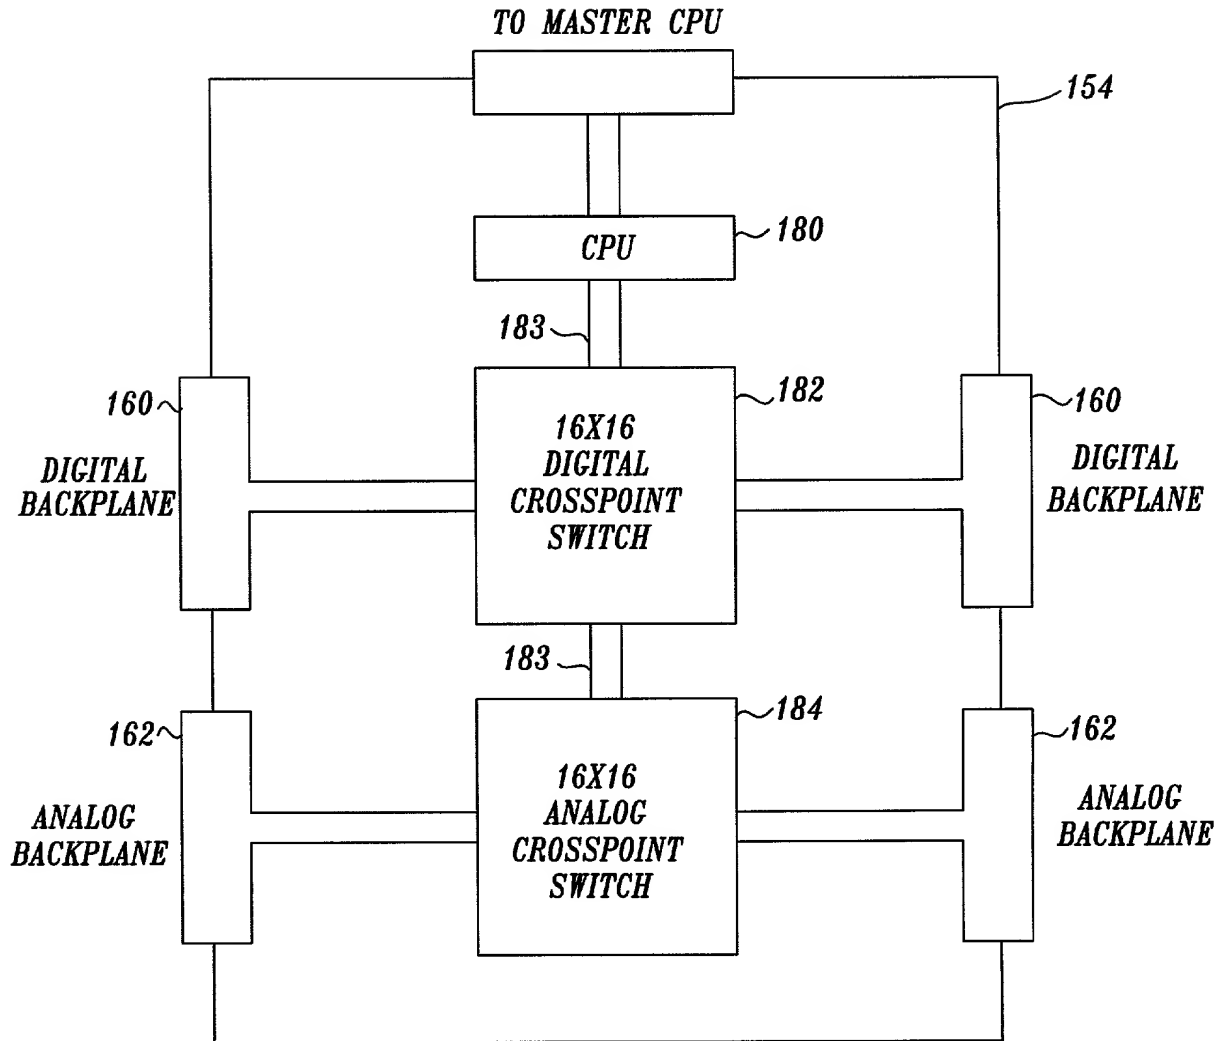 TO MASTER CPU
154
CPU
180
183
160
DIGITAL
BACKPLANE
16X16
DIGITAL
CROSSPOINT
SWITCH
182
160
DIGITAL
BACKPLANE
183
162
ANALOG
BACKPLANE
16X16
ANALOG
CROSSPOINT
SWITCH
184
162
ANALOG
BACKPLANE